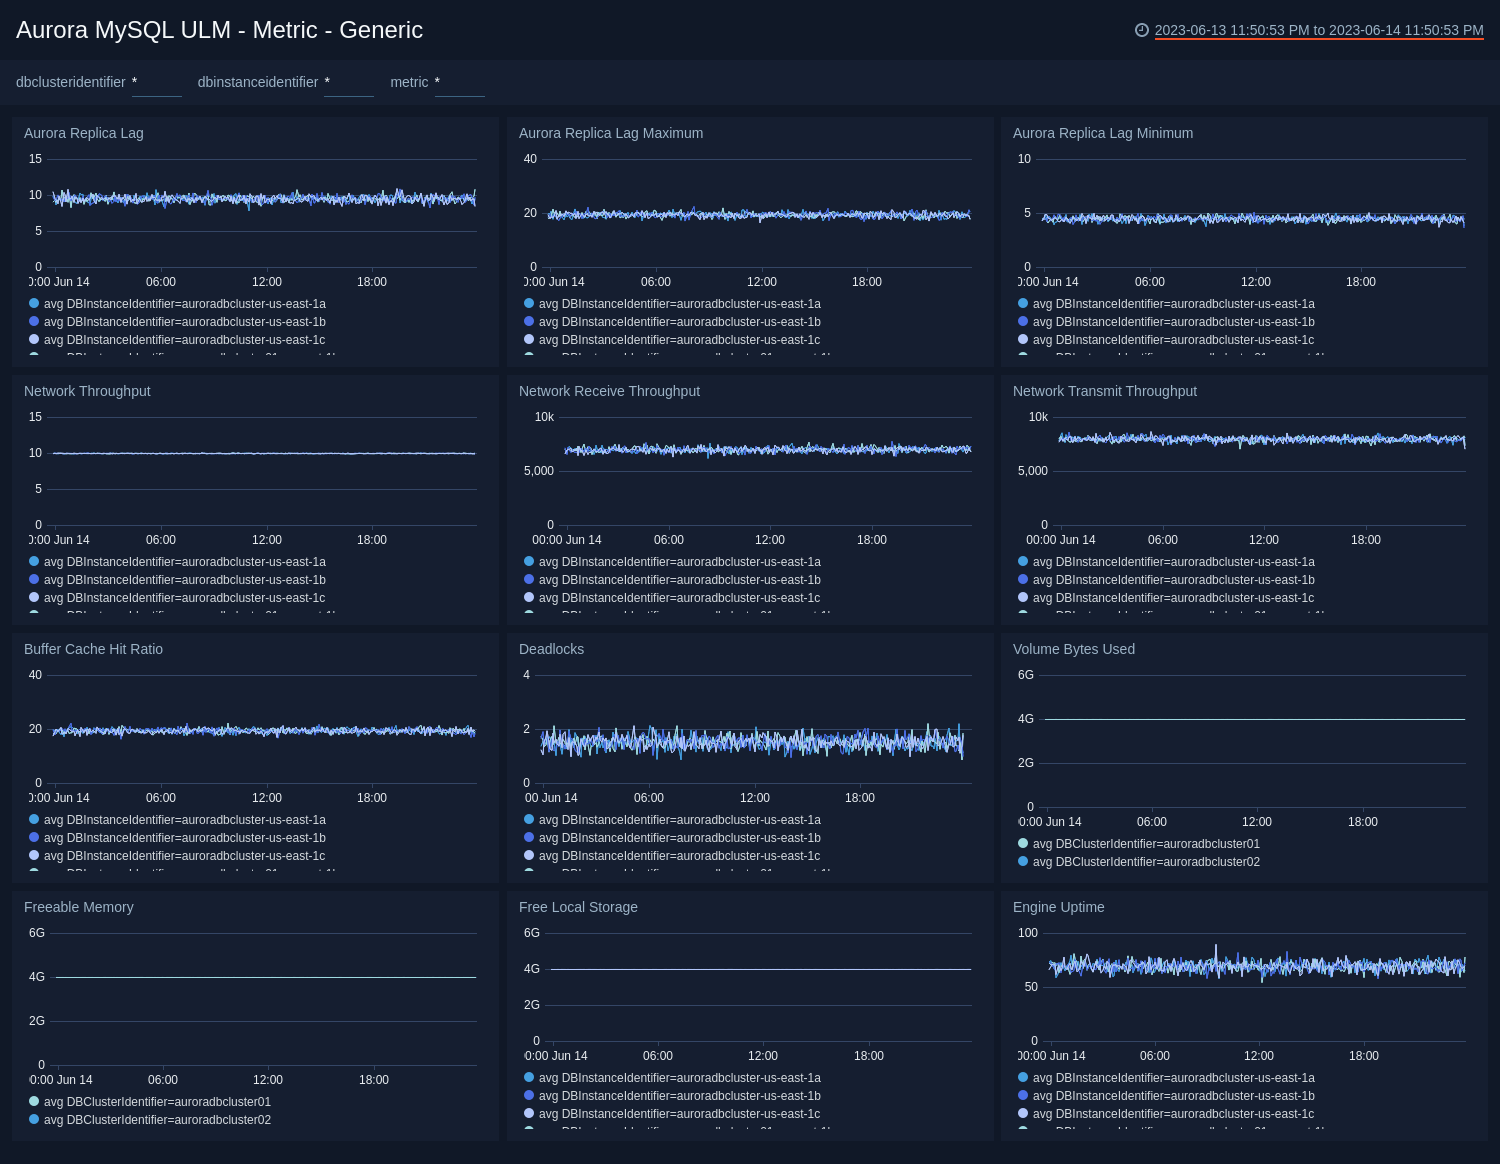 Aurora MySQL ULM - Metric - Generic
2023-06-13 11:50:53 PM to 2023-06-14 11:50:53 PM
dbclusteridentifier * dbinstanceidentifier * metric *
Aurora Replica Lag
15
10
5
0
0:00 Jun 14 06:00 12:00 18:00
avg DBInstanceIdentifier=auroradbcluster-us-east-1a
avg DBInstanceIdentifier=auroradbcluster-us-east-1b
avg DBInstanceIdentifier=auroradbcluster-us-east-1c
Aurora Replica Lag Maximum
40
20
0
0:00 Jun 14 06:00 12:00 18:00
avg DBInstanceIdentifier=auroradbcluster-us-east-1a
avg DBInstanceIdentifier=auroradbcluster-us-east-1b
avg DBInstanceIdentifier=auroradbcluster-us-east-1c
Aurora Replica Lag Minimum
10
5
0
0:00 Jun 14 06:00 12:00 18:00
avg DBInstanceIdentifier=auroradbcluster-us-east-1a
avg DBInstanceIdentifier=auroradbcluster-us-east-1b
avg DBInstanceIdentifier=auroradbcluster-us-east-1c
Network Throughput
15
10
5
0
0:00 Jun 14 06:00 12:00 18:00
avg DBInstanceIdentifier=auroradbcluster-us-east-1a
avg DBInstanceIdentifier=auroradbcluster-us-east-1b
avg DBInstanceIdentifier=auroradbcluster-us-east-1c
Network Receive Throughput
10k
5,000
0
00:00 Jun 14 06:00 12:00 18:00
avg DBInstanceIdentifier=auroradbcluster-us-east-1a
avg DBInstanceIdentifier=auroradbcluster-us-east-1b
avg DBInstanceIdentifier=auroradbcluster-us-east-1c
Network Transmit Throughput
10k
5,000
0
00:00 Jun 14 06:00 12:00 18:00
avg DBInstanceIdentifier=auroradbcluster-us-east-1a
avg DBInstanceIdentifier=auroradbcluster-us-east-1b
avg DBInstanceIdentifier=auroradbcluster-us-east-1c
Buffer Cache Hit Ratio
40
20
0
0:00 Jun 14 06:00 12:00 18:00
avg DBInstanceIdentifier=auroradbcluster-us-east-1a
avg DBInstanceIdentifier=auroradbcluster-us-east-1b
avg DBInstanceIdentifier=auroradbcluster-us-east-1c
Deadlocks
4
2
0
00 Jun 14 06:00 12:00 18:00
avg DBInstanceIdentifier=auroradbcluster-us-east-1a
avg DBInstanceIdentifier=auroradbcluster-us-east-1b
avg DBInstanceIdentifier=auroradbcluster-us-east-1c
Volume Bytes Used
6G
4G
2G
0
0:00 Jun 14 06:00 12:00 18:00
avg DBClusterIdentifier=auroradbcluster01
avg DBClusterIdentifier=auroradbcluster02
Freeable Memory
6G
4G
2G
0
0:00 Jun 14 06:00 12:00 18:00
avg DBClusterIdentifier=auroradbcluster01
avg DBClusterIdentifier=auroradbcluster02
Free Local Storage
6G
4G
2G
0
0:00 Jun 14 06:00 12:00 18:00
avg DBInstanceIdentifier=auroradbcluster-us-east-1a
avg DBInstanceIdentifier=auroradbcluster-us-east-1b
avg DBInstanceIdentifier=auroradbcluster-us-east-1c
Engine Uptime
100
50
0
00:00 Jun 14 06:00 12:00 18:00
avg DBInstanceIdentifier=auroradbcluster-us-east-1a
avg DBInstanceIdentifier=auroradbcluster-us-east-1b
avg DBInstanceIdentifier=auroradbcluster-us-east-1c